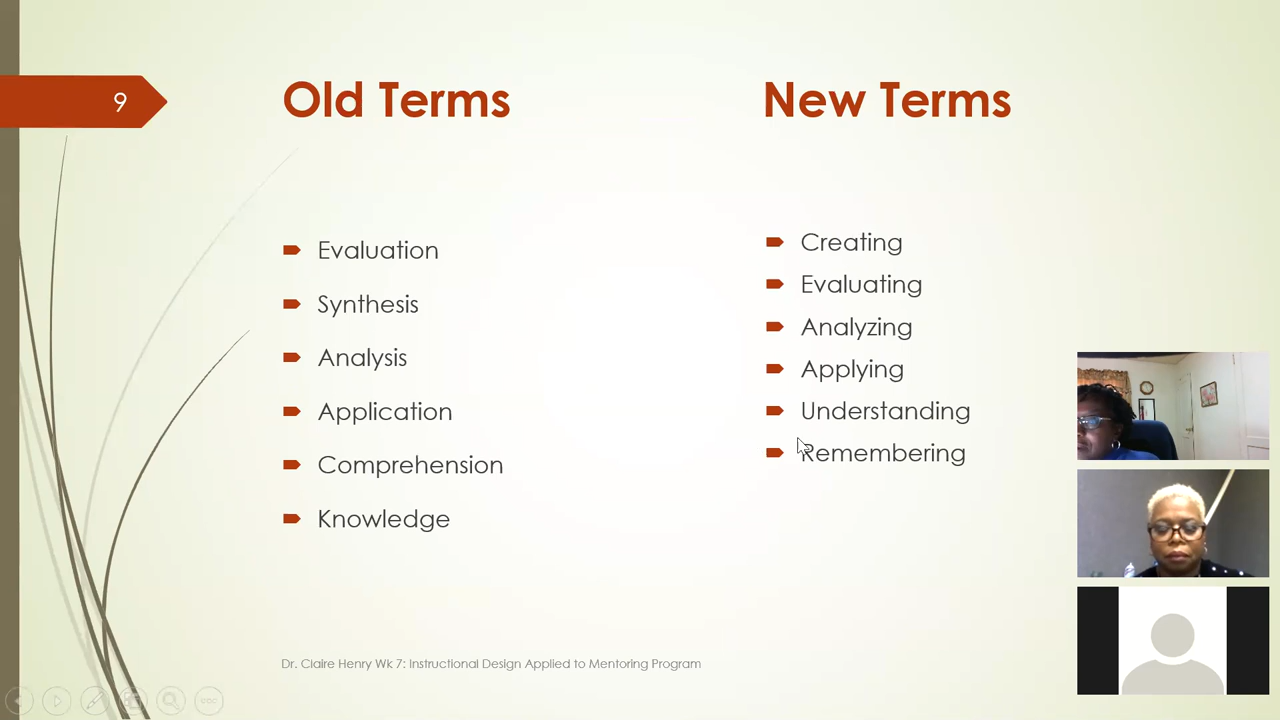 9
Old Terms
Evaluation
Synthesis
Analysis
Application
Comprehension
Knowledge
New Terms
Creating
Evaluating
Analyzing
Applying
Understanding
Remembering
Dr. Claire Henry Wk 7: Instructional Design Applied to Mentoring Program